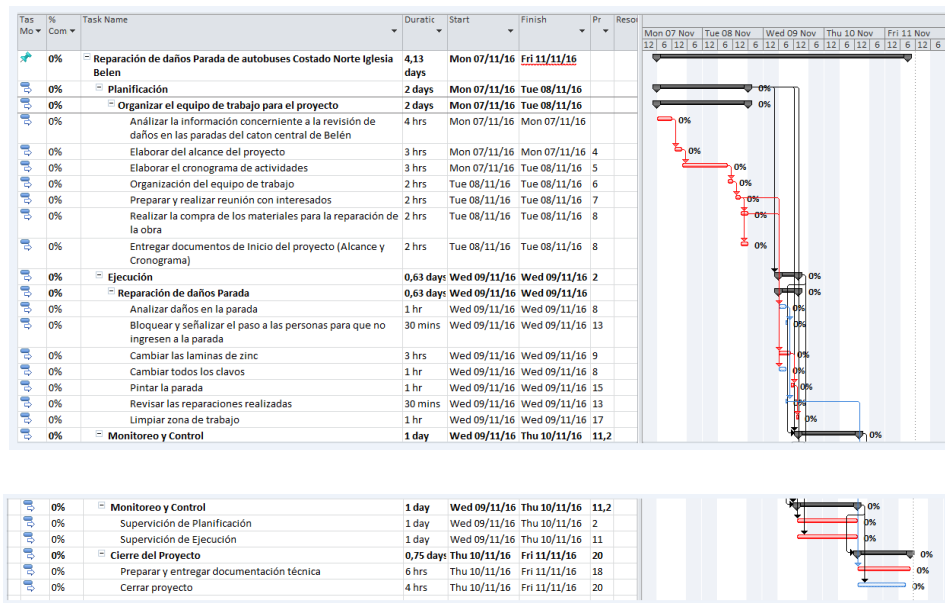 Tas % Task Name Duratic Start Finish Pr Resou
Mo Com
Mon 07 Nov Tue 08 Nov Wed 09 Nov Thu 10 Nov Fri 11 Nov
12 6 12 6 12 6 12 6 12 6 12 6 12 6 12 6 12 6 12 6
0% Reparación de daños Parada de autobuses Costado Norte Iglesia 4,13 Mon 07/11/16 Fri 11/11/16
Belen days
0% Planificación 2 days Mon 07/11/16 Tue 08/11/16 0%
0% Organizar el equipo de trabajo para el proyecto 2 days Mon 07/11/16 Tue 08/11/16 0%
0% Análizar la información concerniente a la revisión de 4 hrs Mon 07/11/16 Mon 07/11/16 0%
daños en las paradas del caton central de Belén
0% Elaborar del alcance del proyecto 3 hrs Mon 07/11/16 Mon 07/11/16 4 0%
0% Elaborar el cronograma de actividades 3 hrs Mon 07/11/16 Tue 08/11/16 5 0%
0% Organización del equipo de trabajo 2 hrs Tue 08/11/16 Tue 08/11/16 6 0%
0% Preparar y realizar reunión con interesados 2 hrs Tue 08/11/16 Tue 08/11/16 7 0%
0% Realizar la compra de los materiales para la reparación de 2 hrs Tue 08/11/16 Tue 08/11/16 8 0%
la obra
0% Entregar documentos de Inicio del proyecto (Alcance y 2 hrs Tue 08/11/16 Tue 08/11/16 8 0%
Cronograma)
0% Ejecución 0,63 days Wed 09/11/16 Wed 09/11/16 2 0%
0% Reparación de daños Parada 0,63 days Wed 09/11/16 Wed 09/11/16 0%
0% Analizar daños en la parada 1 hr Wed 09/11/16 Wed 09/11/16 8 0%
0% Bloquear y señalizar el paso a las personas para que no 30 mins Wed 09/11/16 Wed 09/11/16 13 0%
ingresen a la parada
0% Cambiar las laminas de zinc 3 hrs Wed 09/11/16 Wed 09/11/16 9 0%
0% Cambiar todos los clavos 1 hr Wed 09/11/16 Wed 09/11/16 8 0%
0% Pintar la parada 1 hr Wed 09/11/16 Wed 09/11/16 15 0%
0% Revisar las reparaciones realizadas 30 mins Wed 09/11/16 Wed 09/11/16 13 0%
0% Limpiar zona de trabajo 1 hr Wed 09/11/16 Wed 09/11/16 17 0%
0% Monitoreo y Control 1 day Wed 09/11/16 Thu 10/11/16 11,2 0%
0% Monitoreo y Control 1 day Wed 09/11/16 Thu 10/11/16 11,2 0%
0% Supervición de Planificación 1 day Wed 09/11/16 Thu 10/11/16 2 0%
0% Supervición de Ejecución 1 day Wed 09/11/16 Thu 10/11/16 11 0%
0% Cierre del Proyecto 0,75 days Thu 10/11/16 Fri 11/11/16 20 0%
0% Preparar y entregar documentación técnica 6 hrs Thu 10/11/16 Fri 11/11/16 18 0%
0% Cerrar proyecto 4 hrs Thu 10/11/16 Fri 11/11/16 20 0%